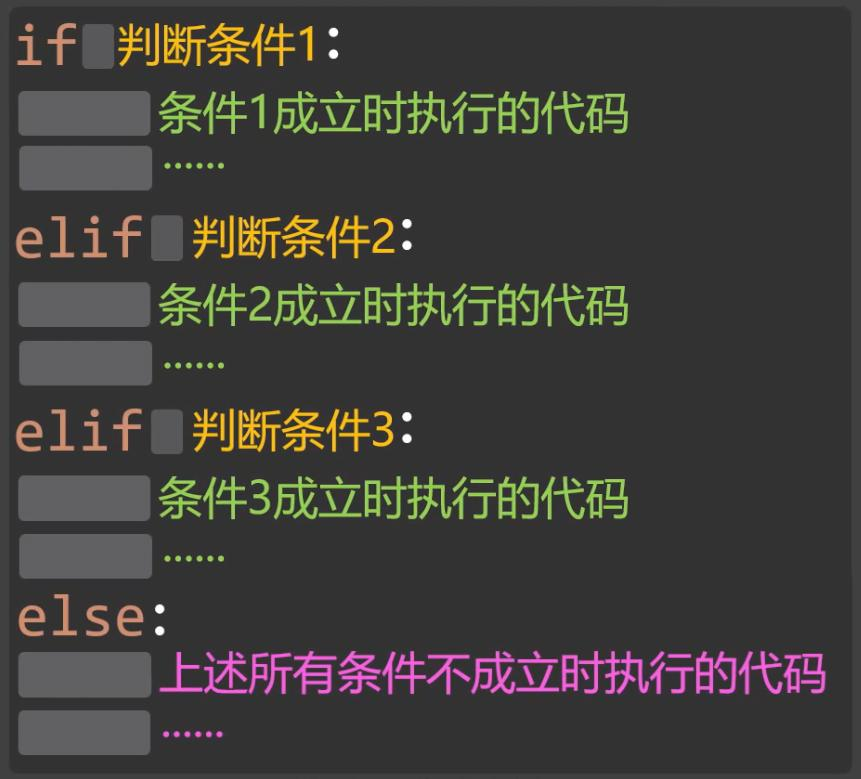 if 判断条件1:
条件1成立时执行的代码
……
elif 判断条件2:
条件2成立时执行的代码
……
elif 判断条件3:
条件3成立时执行的代码
……
else:
上述所有条件不成立时执行的代码
……